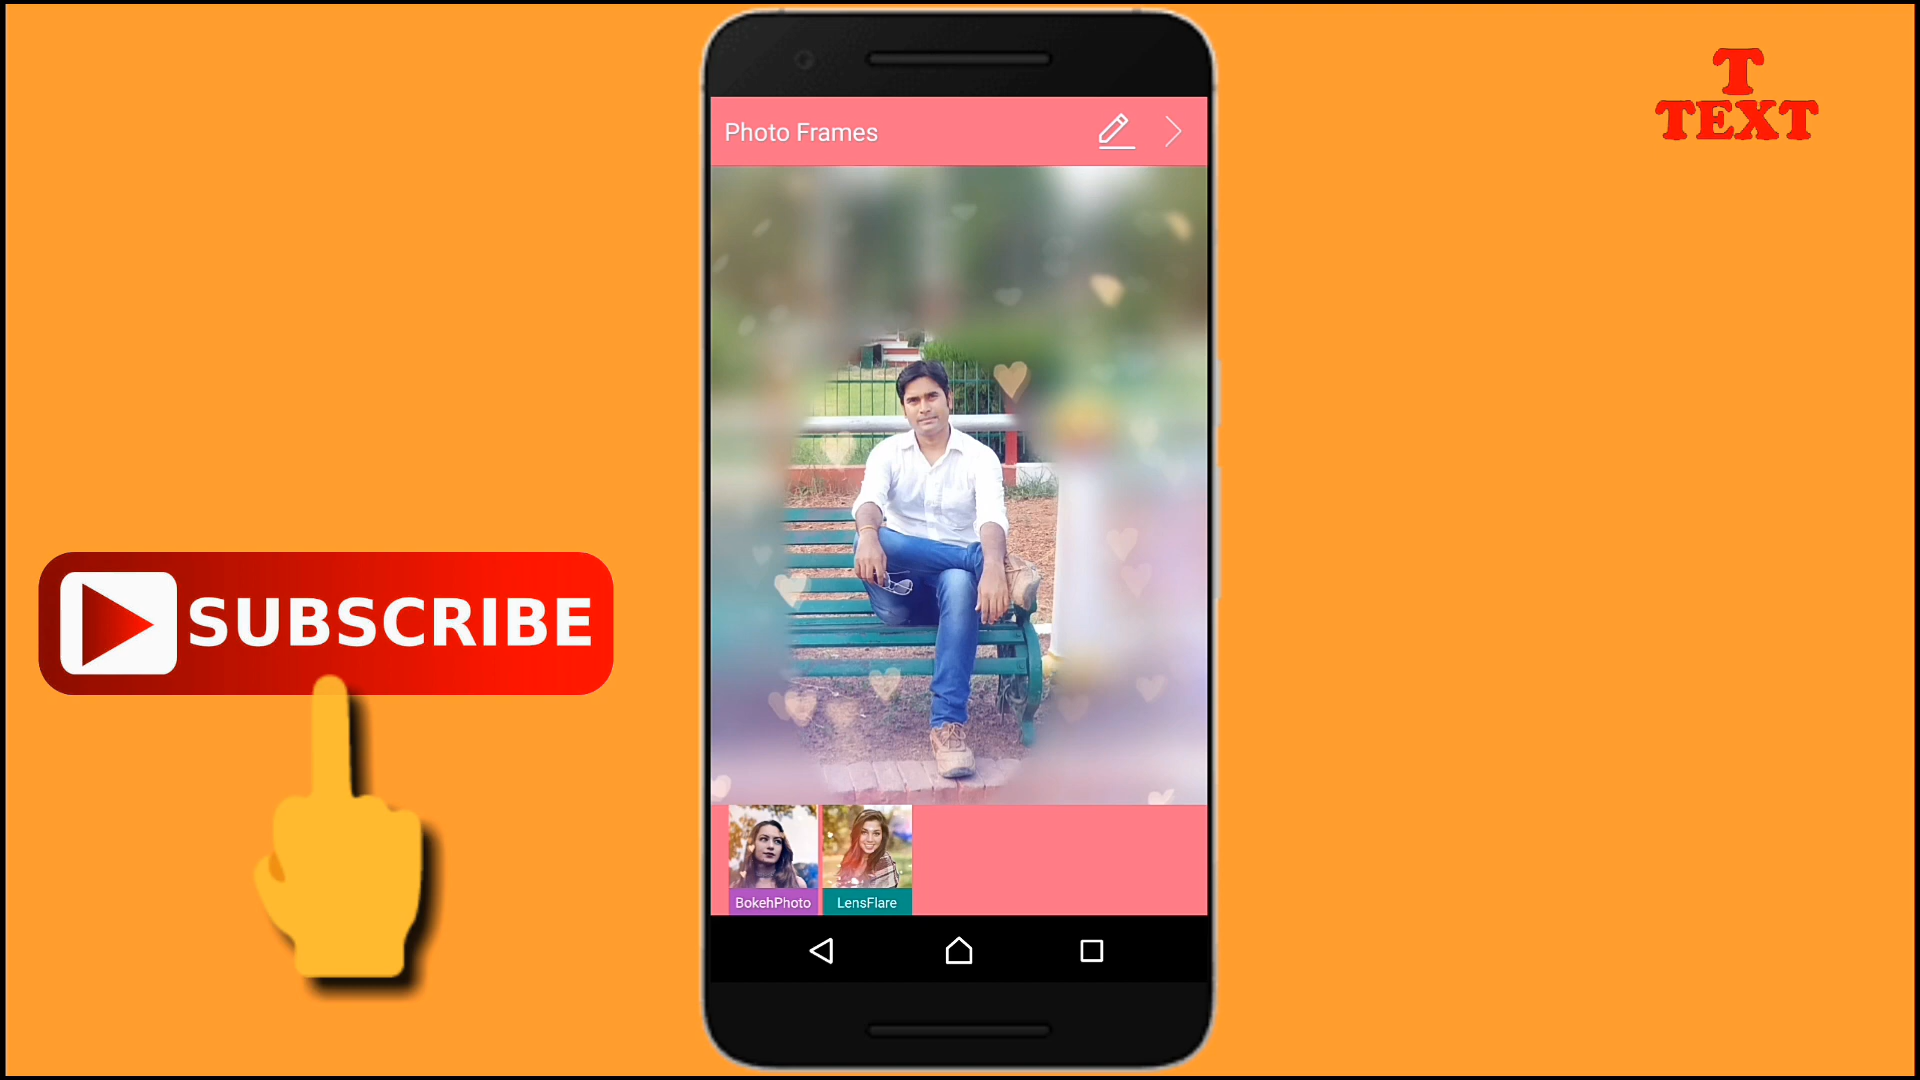 T
TEXT
Photo Frames
SUBSCRIBE
BokehPhoto
LensFlare